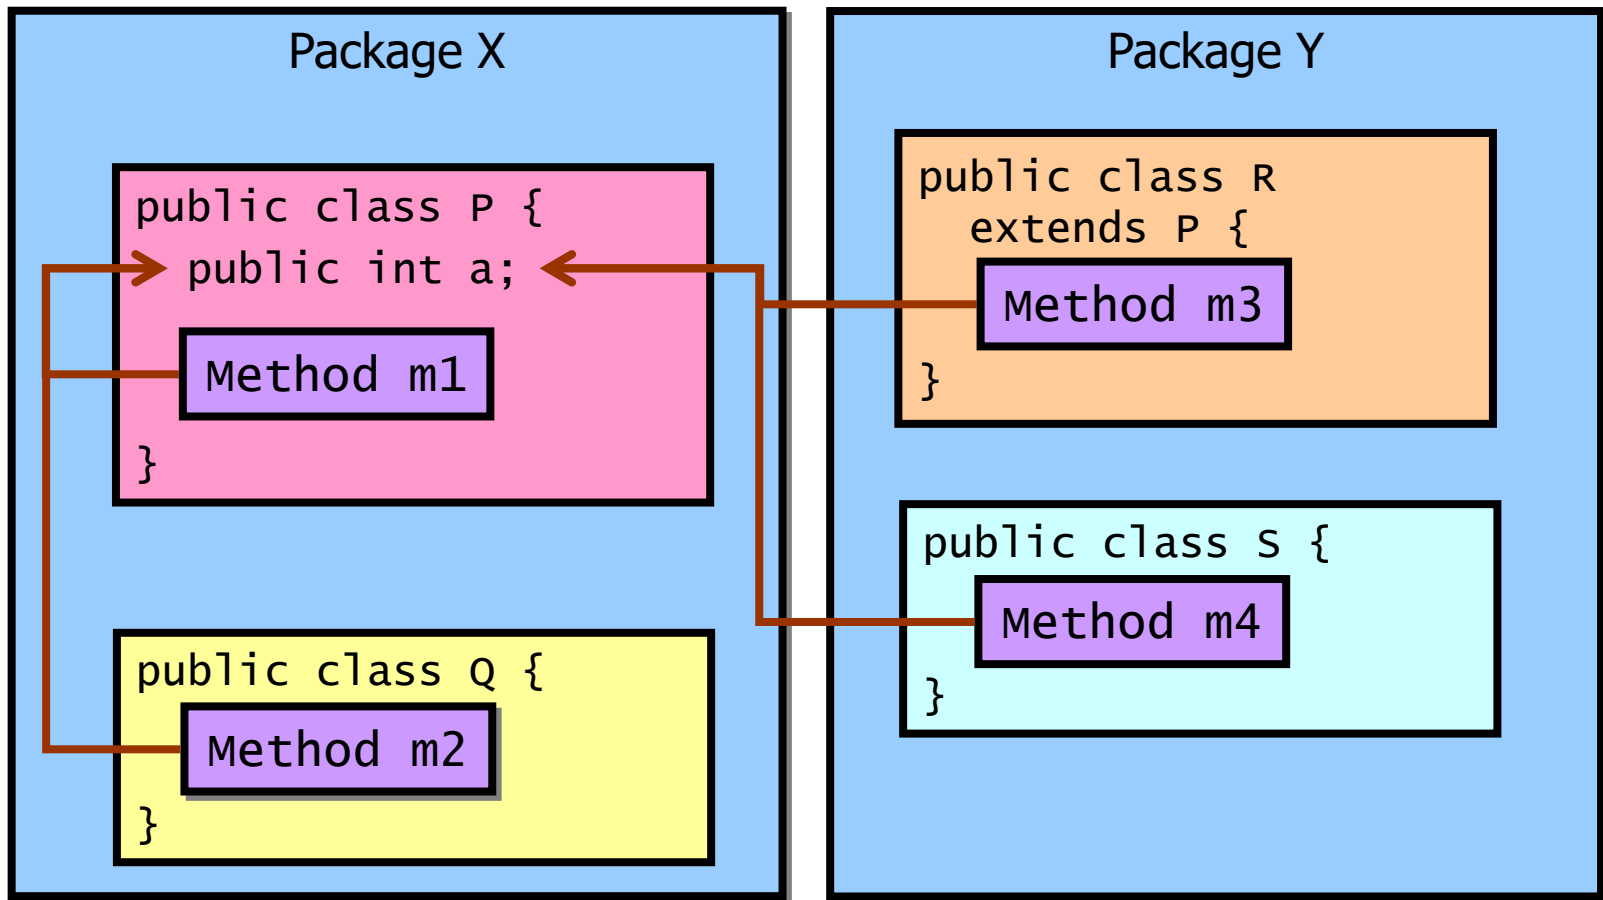 Package X
public class P {
public int a;
Method m1
}
public class Q {
Method m2
}
Package Y
public class R
extends P {
Method m3
}
public class S {
Method m4
}